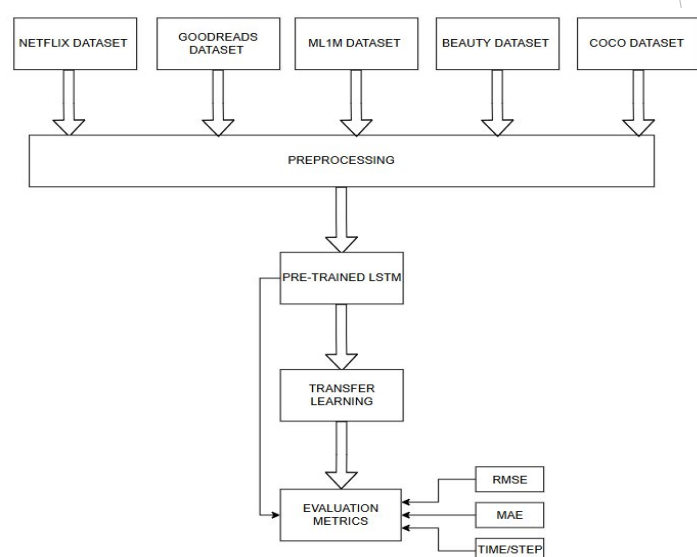 NETFLIX DATASET
GOODREADS
DATASET
ML1M DATASET
BEAUTY DATASET
COCO DATASET
PREPROCESSING
PRE-TRAINED LSTM
TRANSFER
LEARNING
EVALUATION
METRICS
RMSE
MAE
TIME/STEP